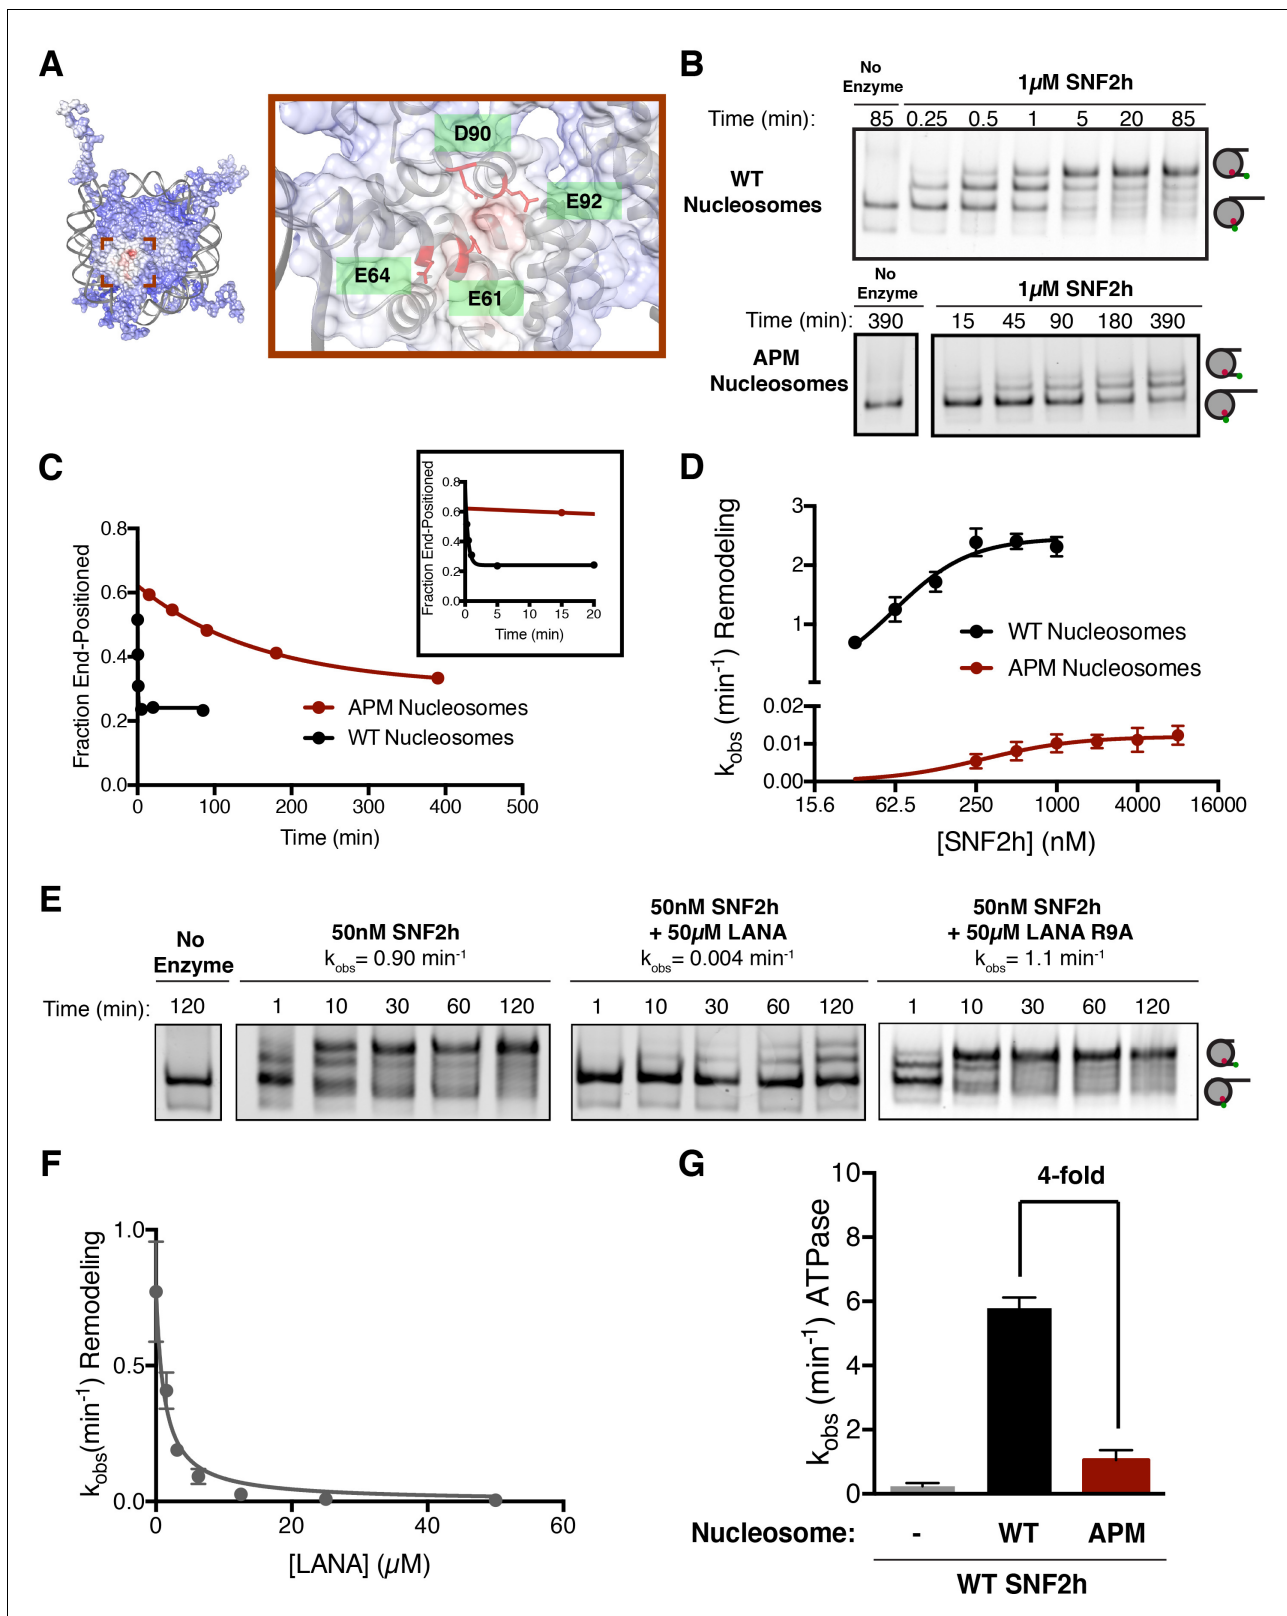 A
D90
E92
E64
E61
B
No
Enzyme
1µM SNF2h
Time (min): 85 0.25 0.5 1 5 20 85
WT
Nucleosomes
No
Enzyme
1µM SNF2h
Time (min): 390 15 45 90 180 390
APM
Nucleosomes
C
Fraction End-Positioned
0.8
0.6
0.4
0.2
0.0
0 100 200 300 400 500
Time (min)
APM Nucleosomes
WT Nucleosomes
Fraction End-Positioned
0.8
0.6
0.4
0.2
0.0
0 5 10 15 20
Time (min)
D
kobs (min-1) Remodeling
3
2
1
0.02
0.01
0.00
15.6 62.5 250 1000 4000 16000
[SNF2h] (nM)
WT Nucleosomes
APM Nucleosomes
E
No
Enzyme
50nM SNF2h
kobs= 0.90 min-1
50nM SNF2h
+ 50µM LANA
kobs= 0.004 min-1
50nM SNF2h
+ 50µM LANA R9A
kobs= 1.1 min-1
Time (min): 120 1 10 30 60 120 1 10 30 60 120 1 10 30 60 120
F
kobs(min-1) Remodeling
1.0
0.5
0.0
0 20 40 60
[LANA] (µM)
G
kobs (min-1) ATPase
10
8
6
4
2
0
4-fold
Nucleosome: - WT APM
WT SNF2h